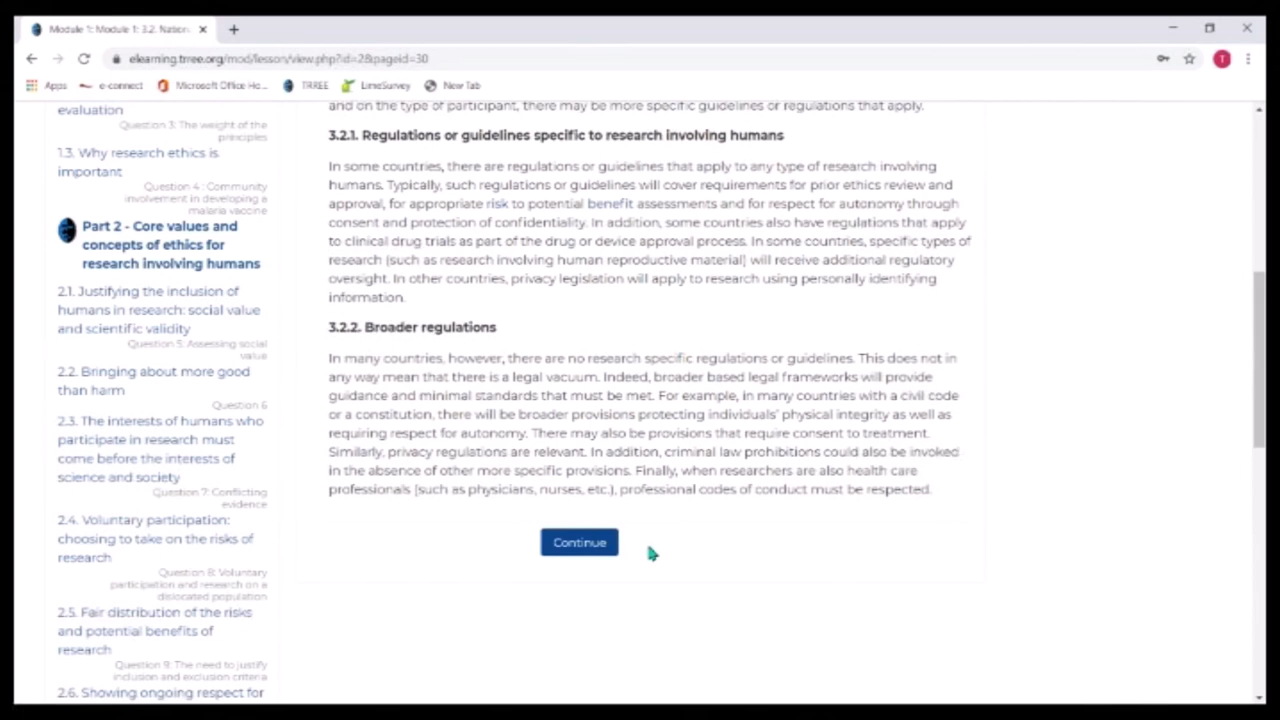 Module 1: Module 1: 3.2. Nation
elearning.trree.org/mod/lesson/view.php?id=2&pageid=30
Apps e-connect Microsoft Office Ho... TRREE LimeSurvey New Tab
evaluation
Question 3: The weight of the
principles
1.3. Why research ethics is
important
Question 4 : Community
involvement in developing a
malaria vaccine
Part 2 - Core values and
concepts of ethics for
research involving humans
2.1. Justifying the inclusion of
humans in research: social value
and scientific validity
Question 5: Assessing social
value
2.2. Bringing about more good
than harm
Question 6
2.3. The interests of humans who
participate in research must
come before the interests of
science and society
Question 7: Conflicting
evidence
2.4. Voluntary participation:
choosing to take on the risks of
research
Question 8: Voluntary
participation and research on a
dislocated population
2.5. Fair distribution of the risks
and potential benefits of
research
Question 9: The need to justify
inclusion and exclusion criteria
2.6. Showing ongoing respect for
and on the type of participant, there may be more specific guidelines or regulations that apply.
3.2.1. Regulations or guidelines specific to research involving humans
In some countries, there are regulations or guidelines that apply to any type of research involving
humans. Typically, such regulations or guidelines will cover requirements for prior ethics review and
approval, for appropriate risk to potential benefit assessments and for respect for autonomy through
consent and protection of confidentiality. In addition, some countries also have regulations that apply
to clinical drug trials as part of the drug or device approval process. In some countries, specific types of
research (such as research involving human reproductive material) will receive additional regulatory
oversight. In other countries, privacy legislation will apply to research using personally identifying
information.
3.2.2. Broader regulations
In many countries, however, there are no research specific regulations or guidelines. This does not in
any way mean that there is a legal vacuum. Indeed, broader based legal frameworks will provide
guidance and minimal standards that must be met. For example, in many countries with a civil code
or a constitution, there will be broader provisions protecting individuals' physical integrity as well as
requiring respect for autonomy. There may also be provisions that require consent to treatment.
Similarly, privacy regulations are relevant. In addition, criminal law prohibitions could also be invoked
in the absence of other more specific provisions. Finally, when researchers are also health care
professionals (such as physicians, nurses, etc.), professional codes of conduct must be respected.
Continue
T